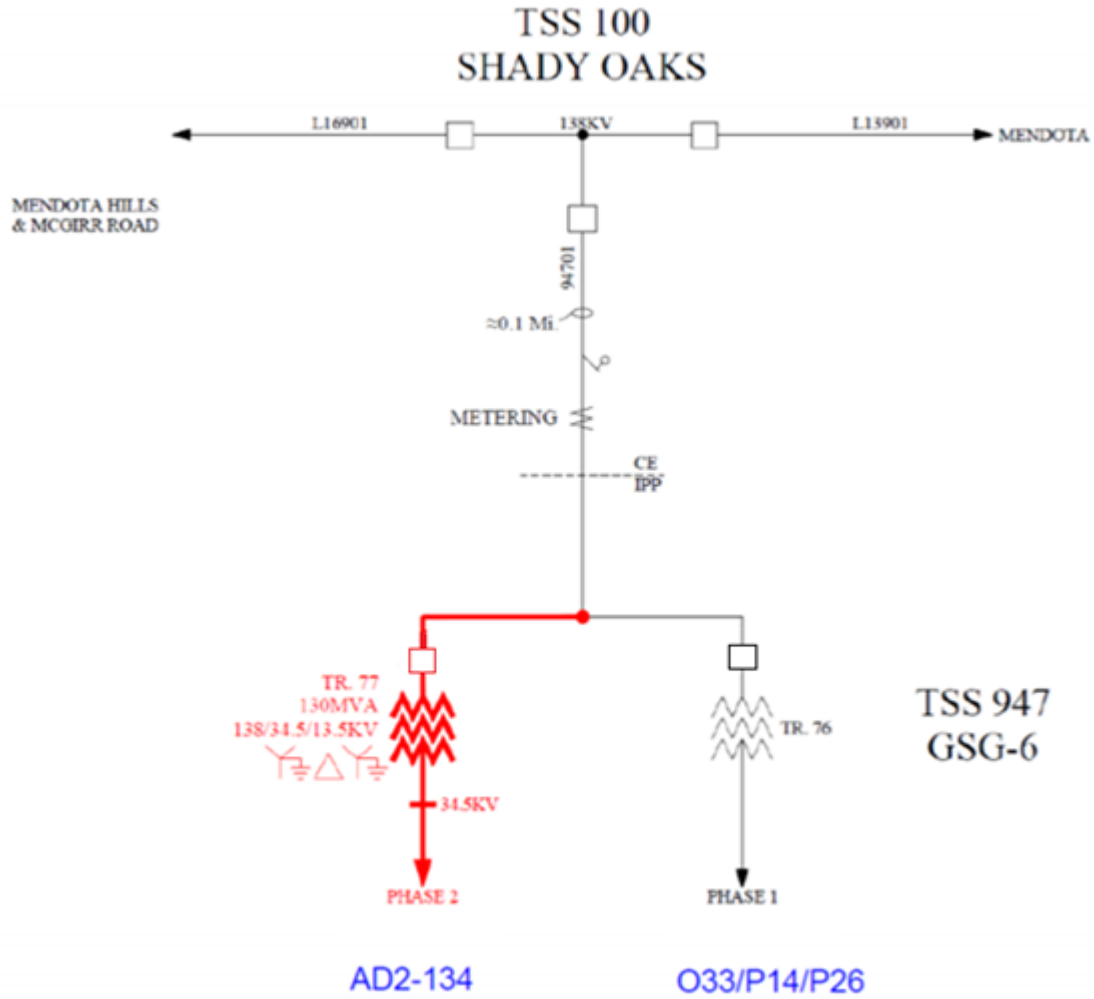 TSS 100
SHADY OAKS
L16901
138KV
L13901
MENDOTA
MENDOTA HILLS
& MCGIRR ROAD
94701
≈0.1 Mi.
METERING
CE
IPP
TR. 77
130MVA
138/34.5/13.5KV
TR. 76
TSS 947
GSG-6
34.5KV
PHASE 2
PHASE 1
AD2-134
O33/P14/P26